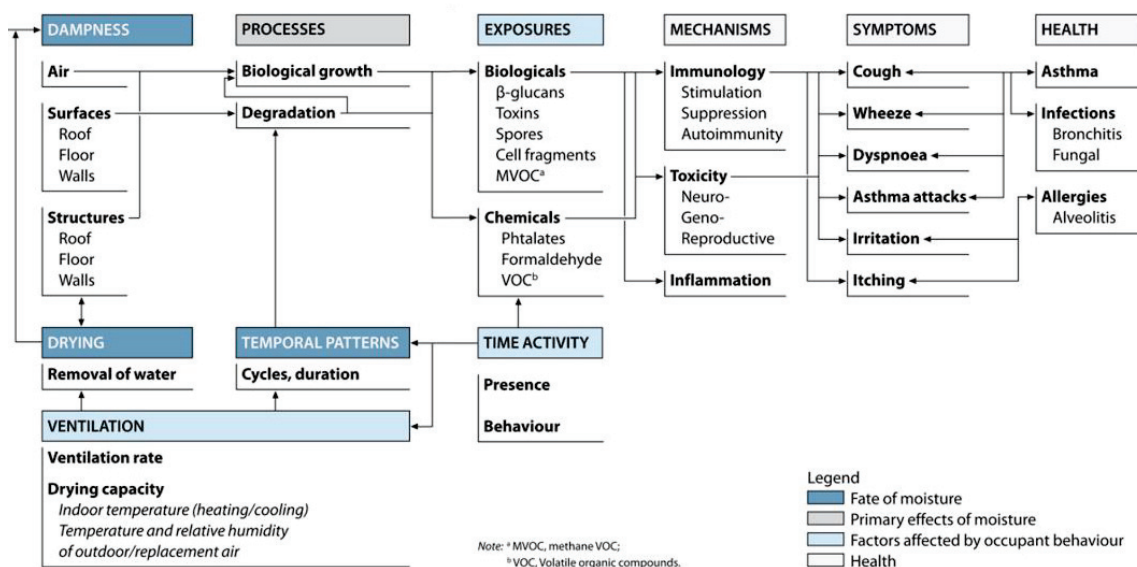 DAMPNESS
Air
Surfaces
Roof
Floor
Walls
Structures
Roof
Floor
Walls
DRYING
Removal of water
PROCESSES
Biological growth
Degradation
TEMPORAL PATTERNS
Cycles, duration
VENTILATION
Ventilation rate
Drying capacity
Indoor temperature (heating/cooling)
Temperature and relative humidity
of outdoor/replacement air
EXPOSURES
Biologicals
β-glucans
Toxins
Spores
Cell fragments
MVOCᵃ
Chemicals
Phtalates
Formaldehyde
VOCᵇ
TIME ACTIVITY
Presence
Behaviour
MECHANISMS
Immunology
Stimulation
Suppression
Autoimmunity
Toxicity
Neuro-
Geno-
Reproductive
Inflammation
SYMPTOMS
Cough
Wheeze
Dyspnoea
Asthma attacks
Irritation
Itching
HEALTH
Asthma
Infections
Bronchitis
Fungal
Allergies
Alveolitis
Legend
Fate of moisture
Primary effects of moisture
Factors affected by occupant behaviour
Health
Note: ᵃ MVOC, methane VOC;
ᵇ VOC, Volatile organic compounds.